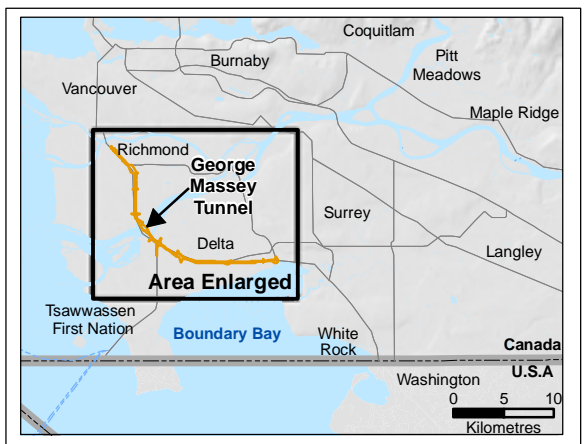 Coquitlam
Burnaby
Pitt
Meadows
Vancouver
Maple Ridge
Richmond
George
Massey
Tunnel
Surrey
Delta
Langley
Area Enlarged
Tsawwassen
First Nation
Boundary Bay
White
Rock
Canada
U.S.A
Washington
0 5 10
Kilometres